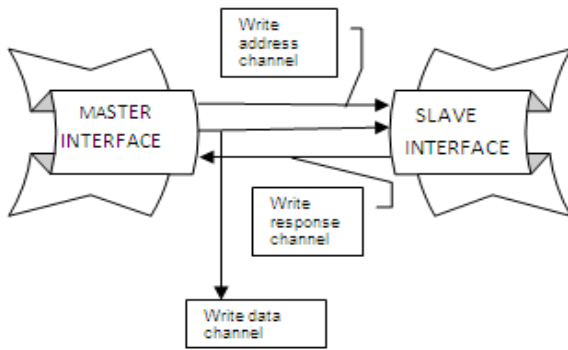 Write
address
channel
MASTER
INTERFACE
SLAVE
INTERFACE
Write
response
channel
Write data
channel